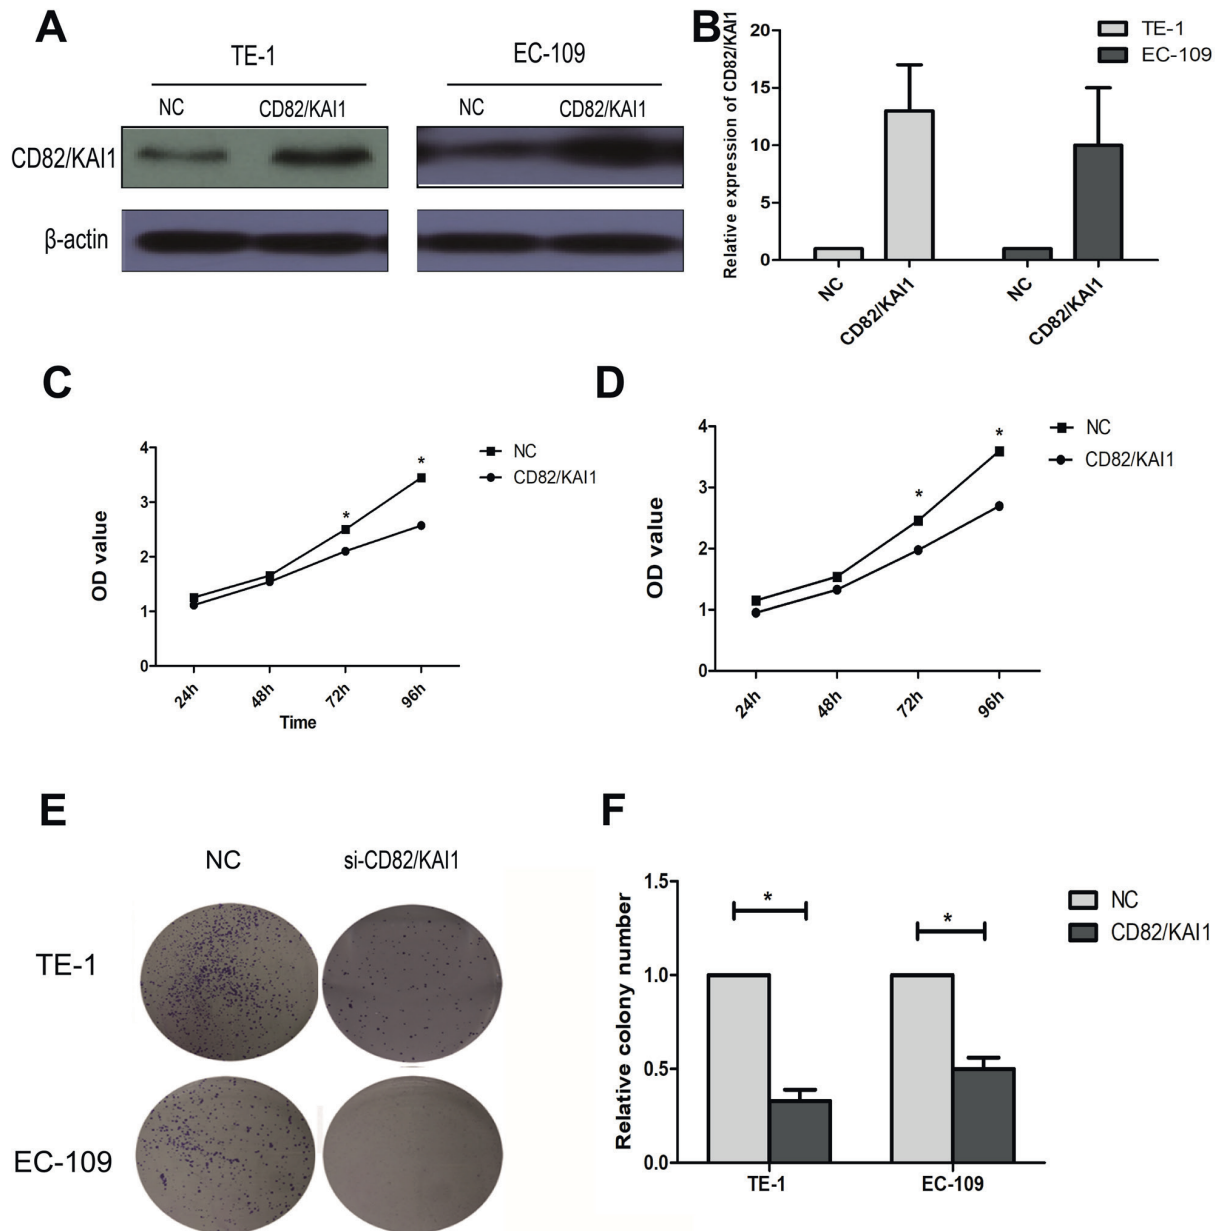 A
TE-1
EC-109
NC
CD82/KAI1
NC
CD82/KAI1
CD82/KAI1
β-actin
B
Relative expression of CD82/KAI1
20
15
10
5
0
NC
CD82/KAI1
NC
CD82/KAI1
TE-1
EC-109
C
OD value
4
3
2
1
0
*
*
24h
48h
72h
96h
Time
NC
CD82/KAI1
D
OD value
4
3
2
1
0
*
*
24h
48h
72h
96h
NC
CD82/KAI1
E
NC
si-CD82/KAI1
TE-1
EC-109
F
Relative colony number
1.5
1.0
0.5
0.0
*
*
TE-1
EC-109
NC
CD82/KAI1